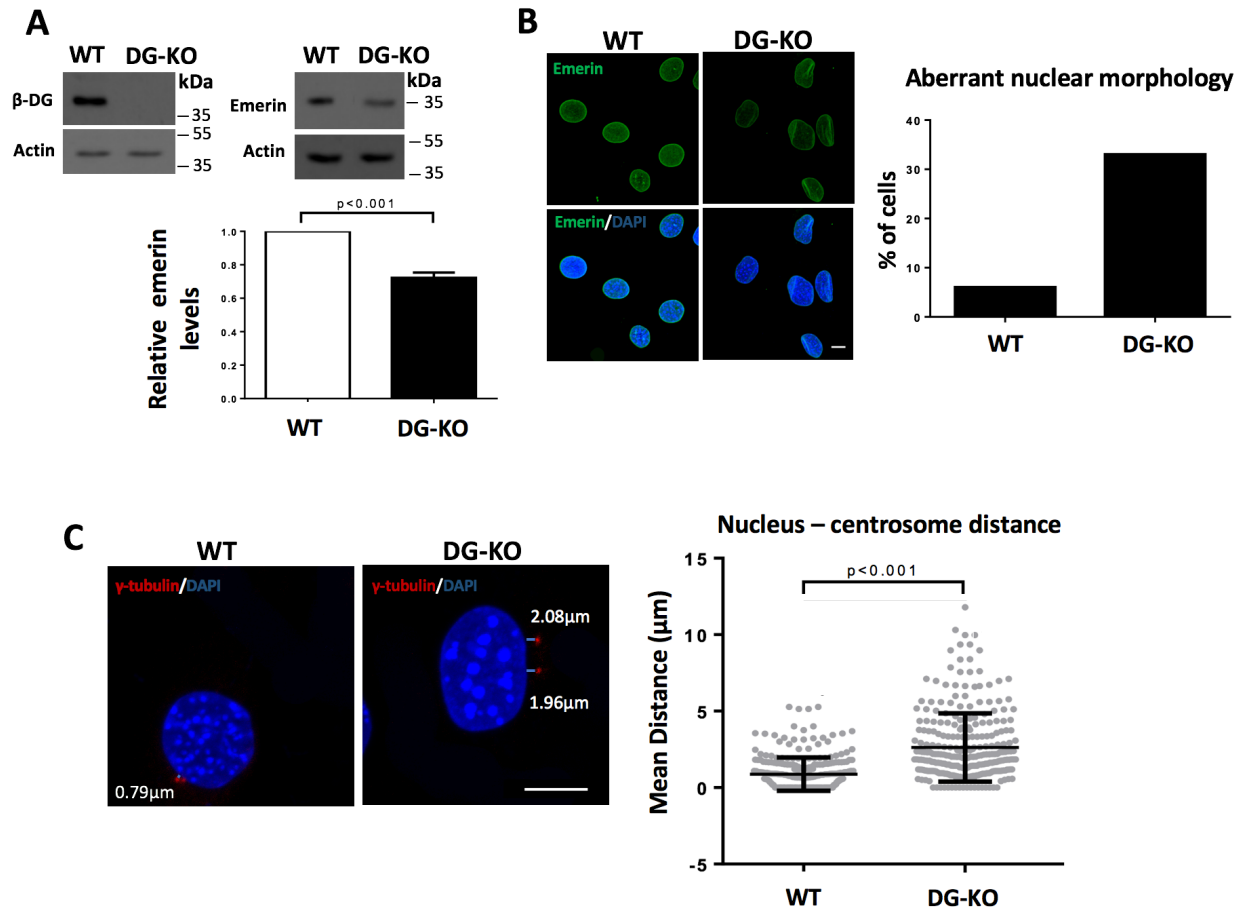 A
WT DG-KO
kDa
β-DG
– 35
– 55
Actin
– 35
WT DG-KO
kDa
Emerin
– 35
– 55
Actin
– 35
p<0.001
Relative emerin
levels
1.0
0.8
0.6
0.4
0.2
0.0
WT DG-KO
B
WT DG-KO
Emerin
Emerin/DAPI
Aberrant nuclear morphology
% of cells
40
30
20
10
0
WT DG-KO
C
WT DG-KO
γ-tubulin/DAPI
0.79μm
γ-tubulin/DAPI
2.08μm
1.96μm
Nucleus – centrosome distance
p<0.001
Mean Distance (μm)
15
10
5
0
-5
WT DG-KO